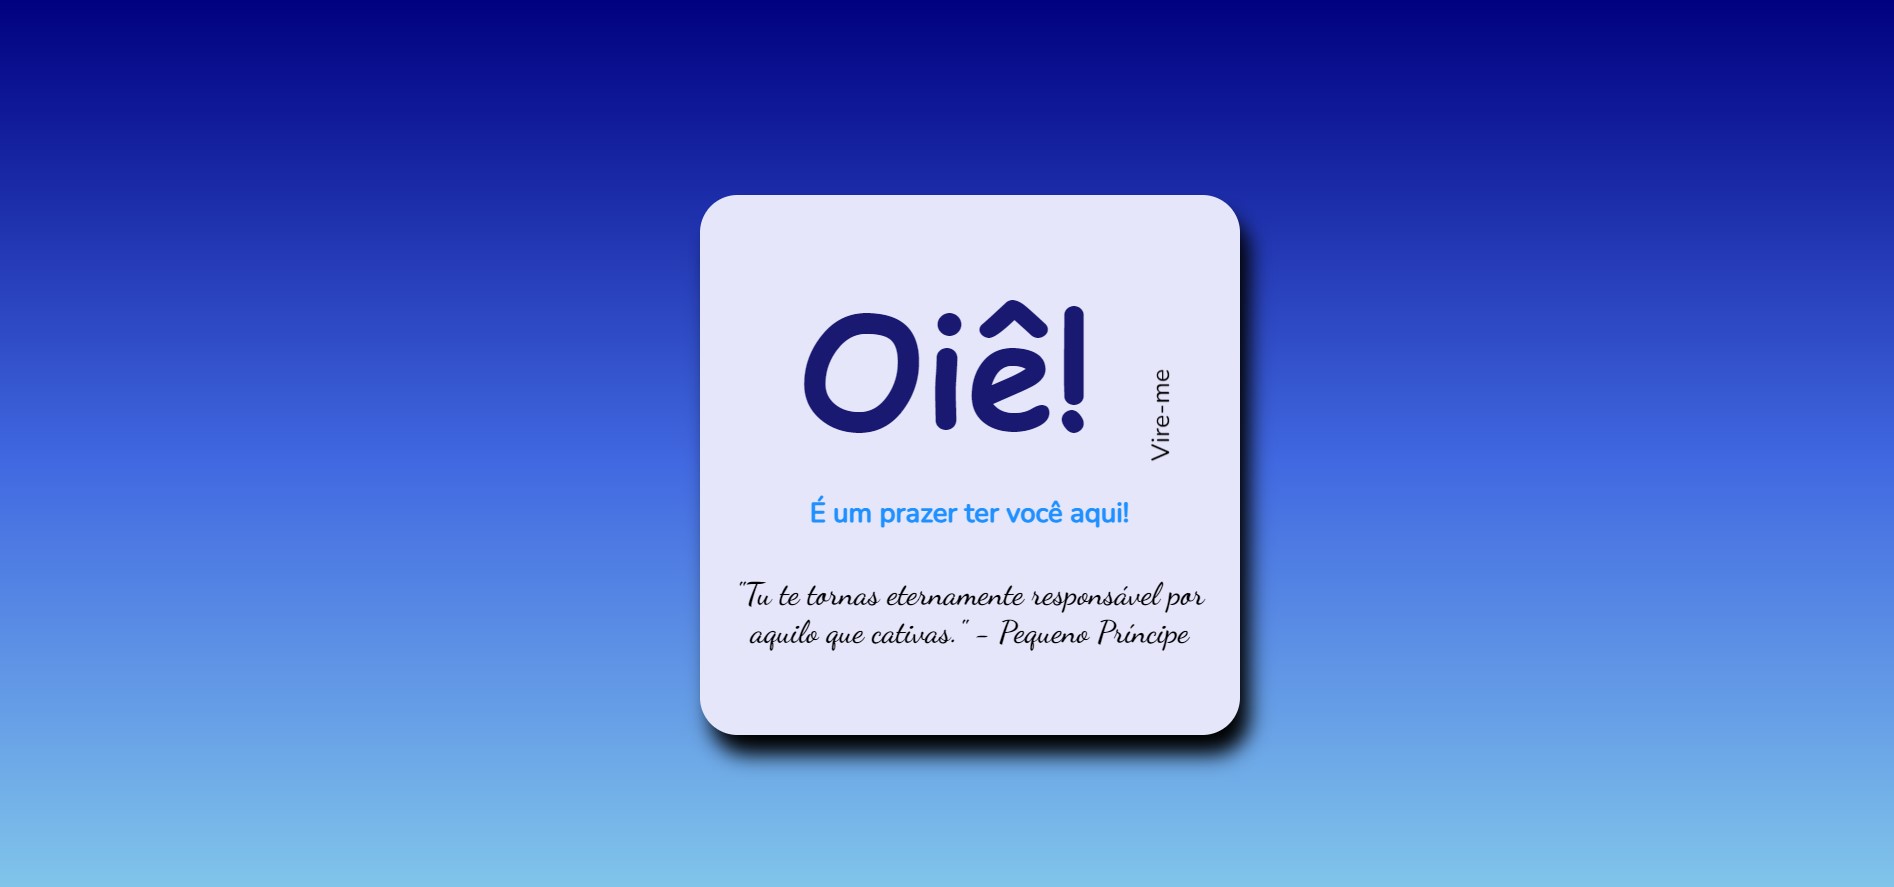 Oiê!
Vire-me
É um prazer ter você aqui!
"Tu te tornas eternamente responsável por
aquilo que cativas." - Pequeno Príncipe